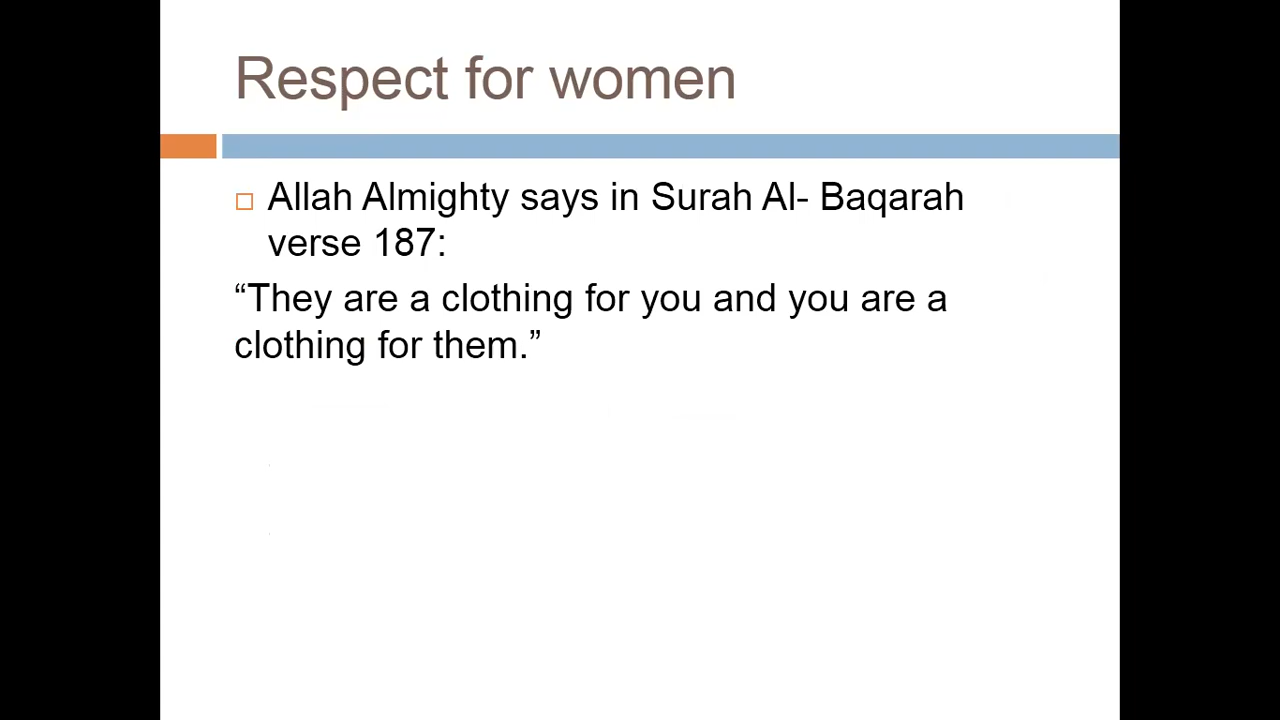 Respect for women
Allah Almighty says in Surah Al- Baqarah
verse 187:
“They are a clothing for you and you are a
clothing for them.”